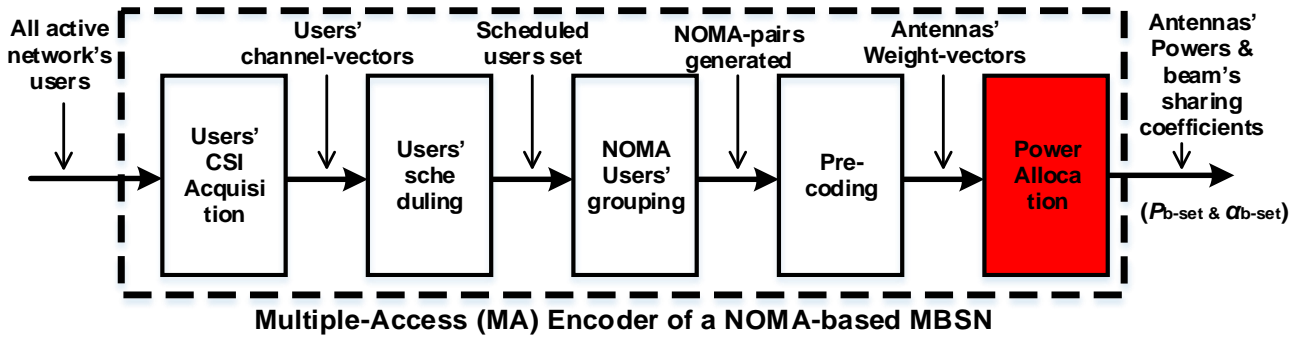 All active
network's
users
Users'
channel-vectors
Scheduled
users set
NOMA-pairs
generated
Antennas'
Weight-vectors
Antennas'
Powers &
beam's
sharing
coefficients
Users'
CSI
Acquisi
tion
Users'
sche
duling
NOMA
Users'
grouping
Pre-
coding
Power
Alloca
tion
(Pb-set & αb-set)
Multiple-Access (MA) Encoder of a NOMA-based MBSN